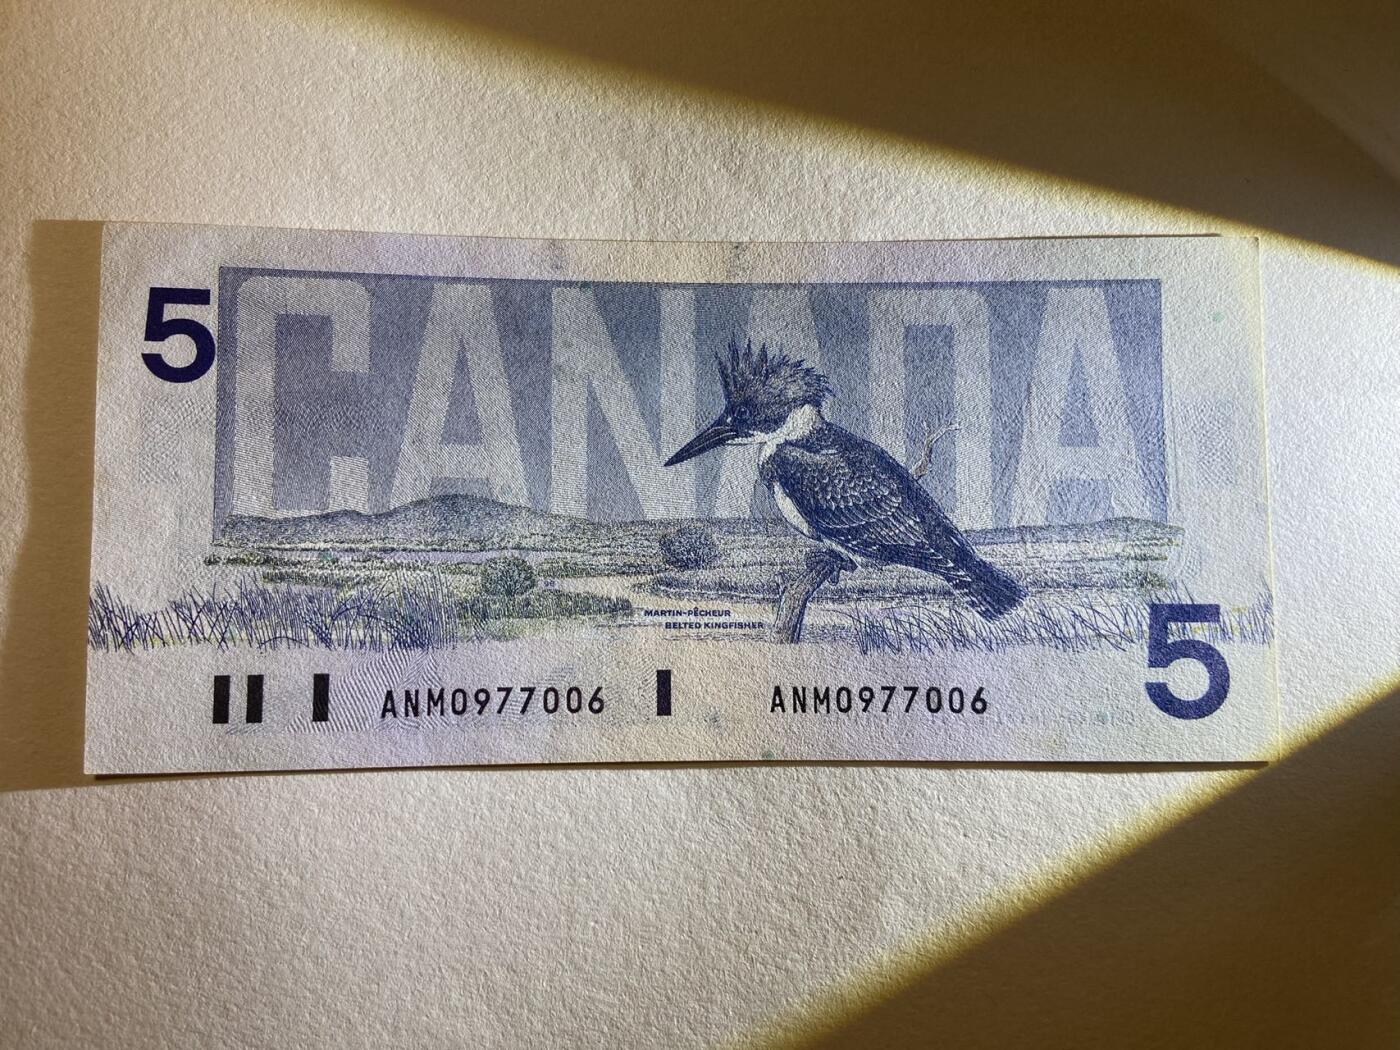 5
CANADA
MARTIN-PÊCHEUR
BELTED KINGFISHER
ANM0977006 ANM0977006
5